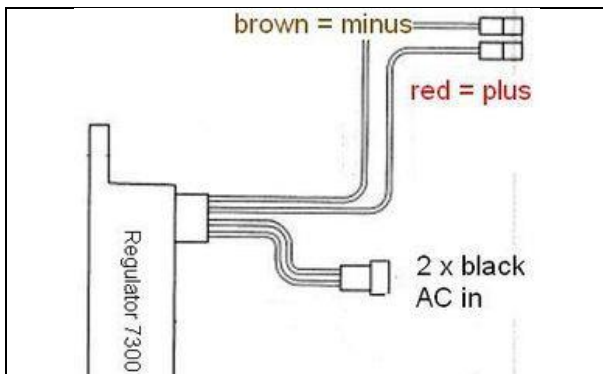 brown = minus
red = plus
2 x black
AC in
Regulator 7300